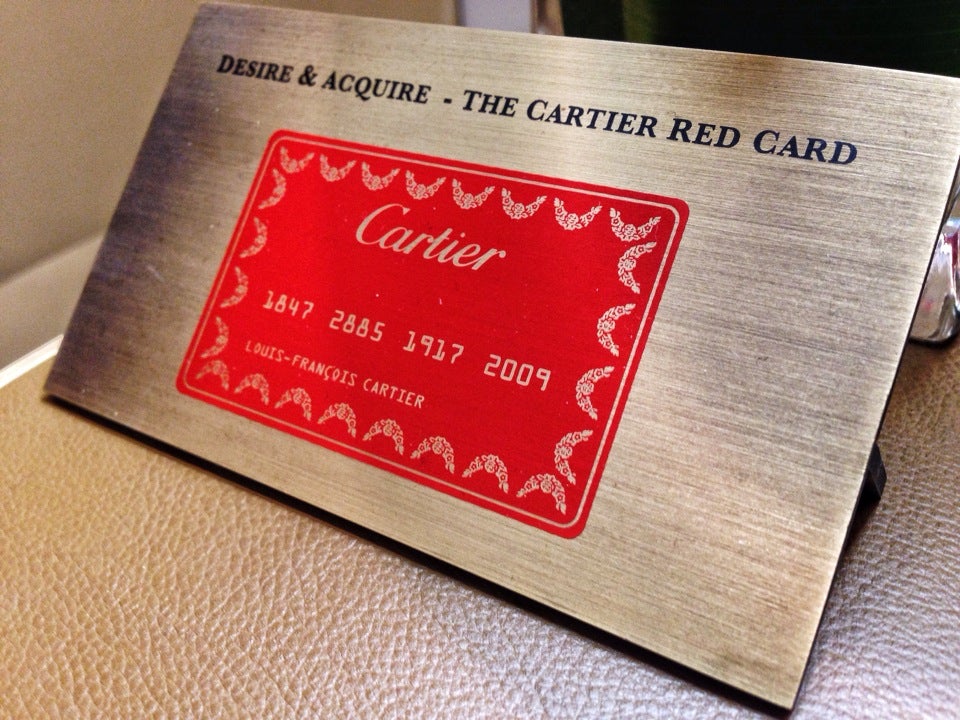 DESIRE & ACQUIRE - THE CARTIER RED CARD
Cartier
1847 2885 1917 2009
LOUIS-FRANÇOIS CARTIER